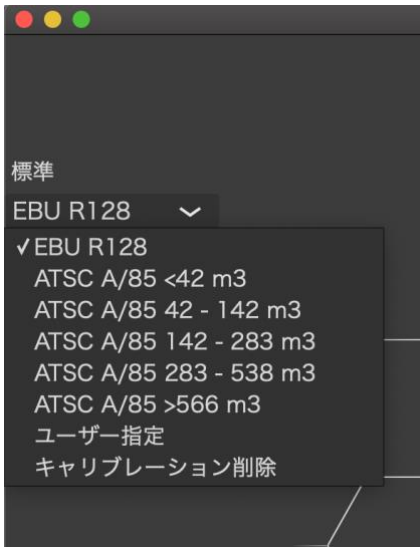 標準
EBU R128
✓EBU R128
ATSC A/85 <42 m3
ATSC A/85 42 - 142 m3
ATSC A/85 142 - 283 m3
ATSC A/85 283 - 538 m3
ATSC A/85 >566 m3
ユーザー指定
キャリブレーション削除